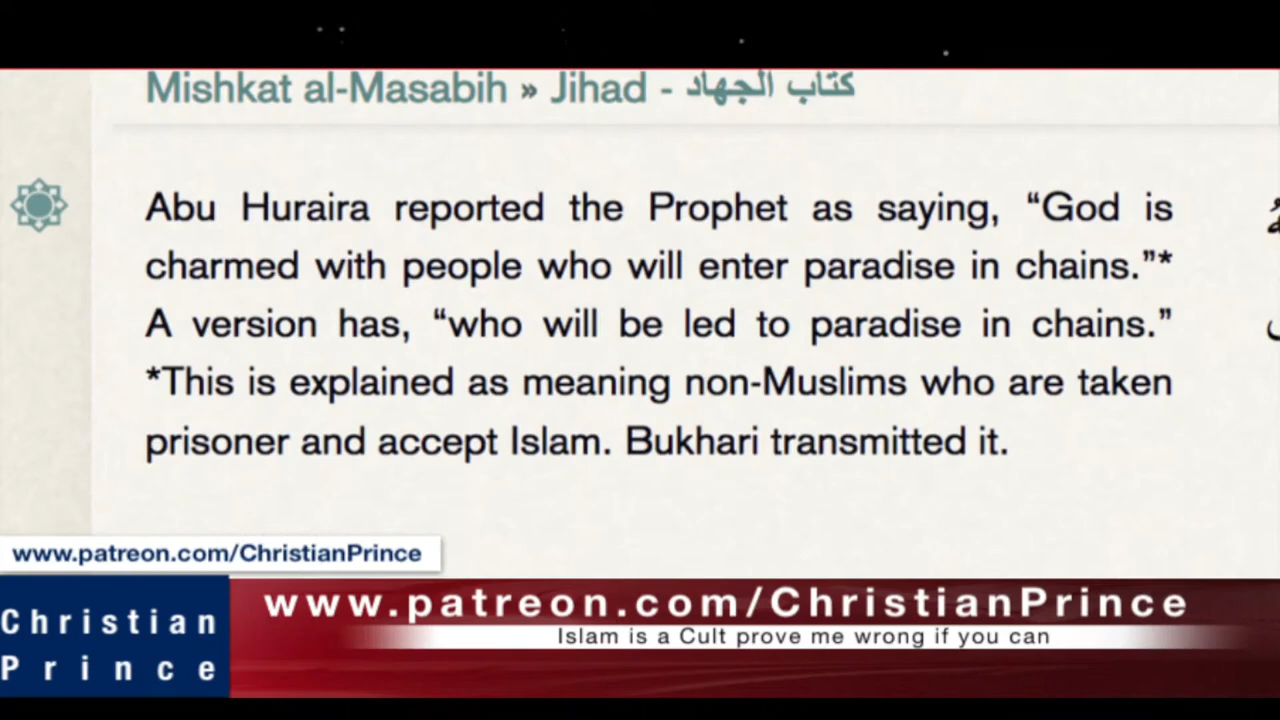 Mishkat al-Masabih » Jihad - كتاب الجهاد
Abu Huraira reported the Prophet as saying, “God is
charmed with people who will enter paradise in chains.”*
A version has, “who will be led to paradise in chains.”
*This is explained as meaning non-Muslims who are taken
prisoner and accept Islam. Bukhari transmitted it.
www.patreon.com/ChristianPrince
Christian
Prince
www.patreon.com/ChristianPrince
Islam is a Cult prove me wrong if you can